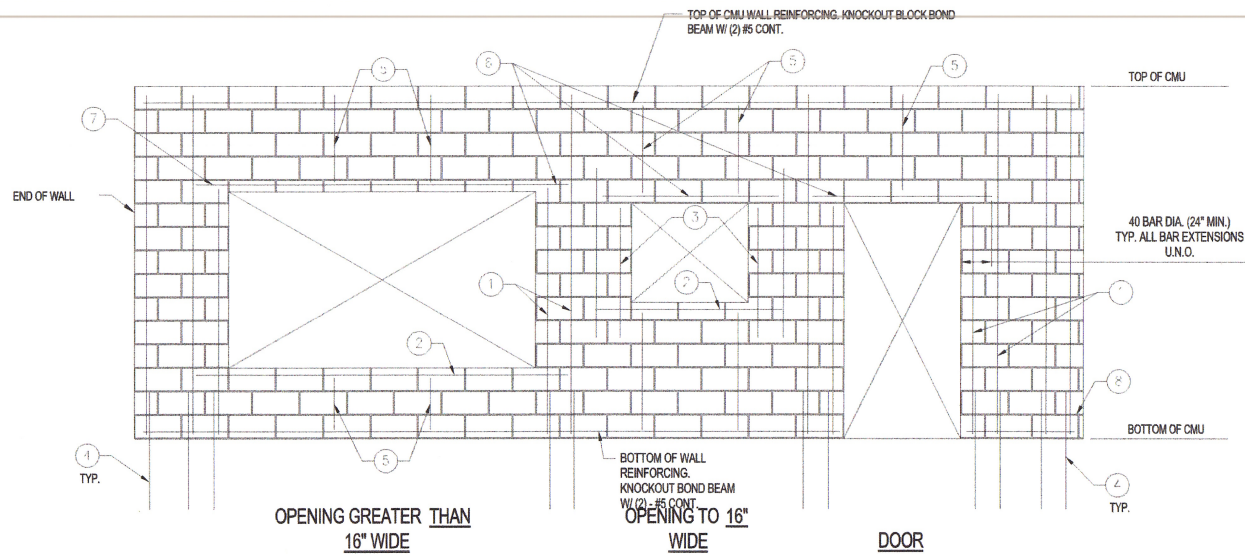 TOP OF CMU WALL REINFORCING. KNOCKOUT BLOCK BOND
BEAM W/ (2) #5 CONT.
5
6
5
5
TOP OF CMU
7
END OF WALL
3
40 BAR DIA. (24" MIN.)
TYP. ALL BAR EXTENSIONS
U.N.O.
1
2
1
2
8
BOTTOM OF CMU
4
TYP.
5
BOTTOM OF WALL
REINFORCING.
KNOCKOUT BOND BEAM
W/ (2) - #5 CONT.
4
TYP.
OPENING GREATER THAN
16" WIDE
OPENING TO 16"
WIDE
DOOR